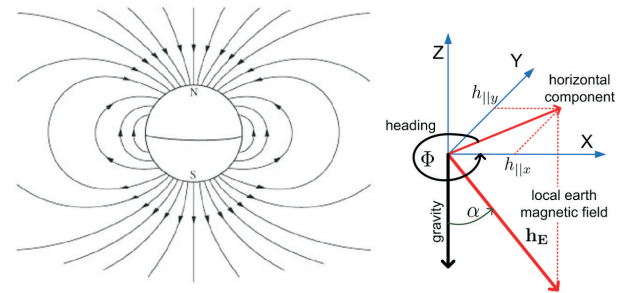 N
S
Z
Y
horizontal
component
h||y
heading
X
Φ
h||x
local earth
magnetic field
gravity
α
hE